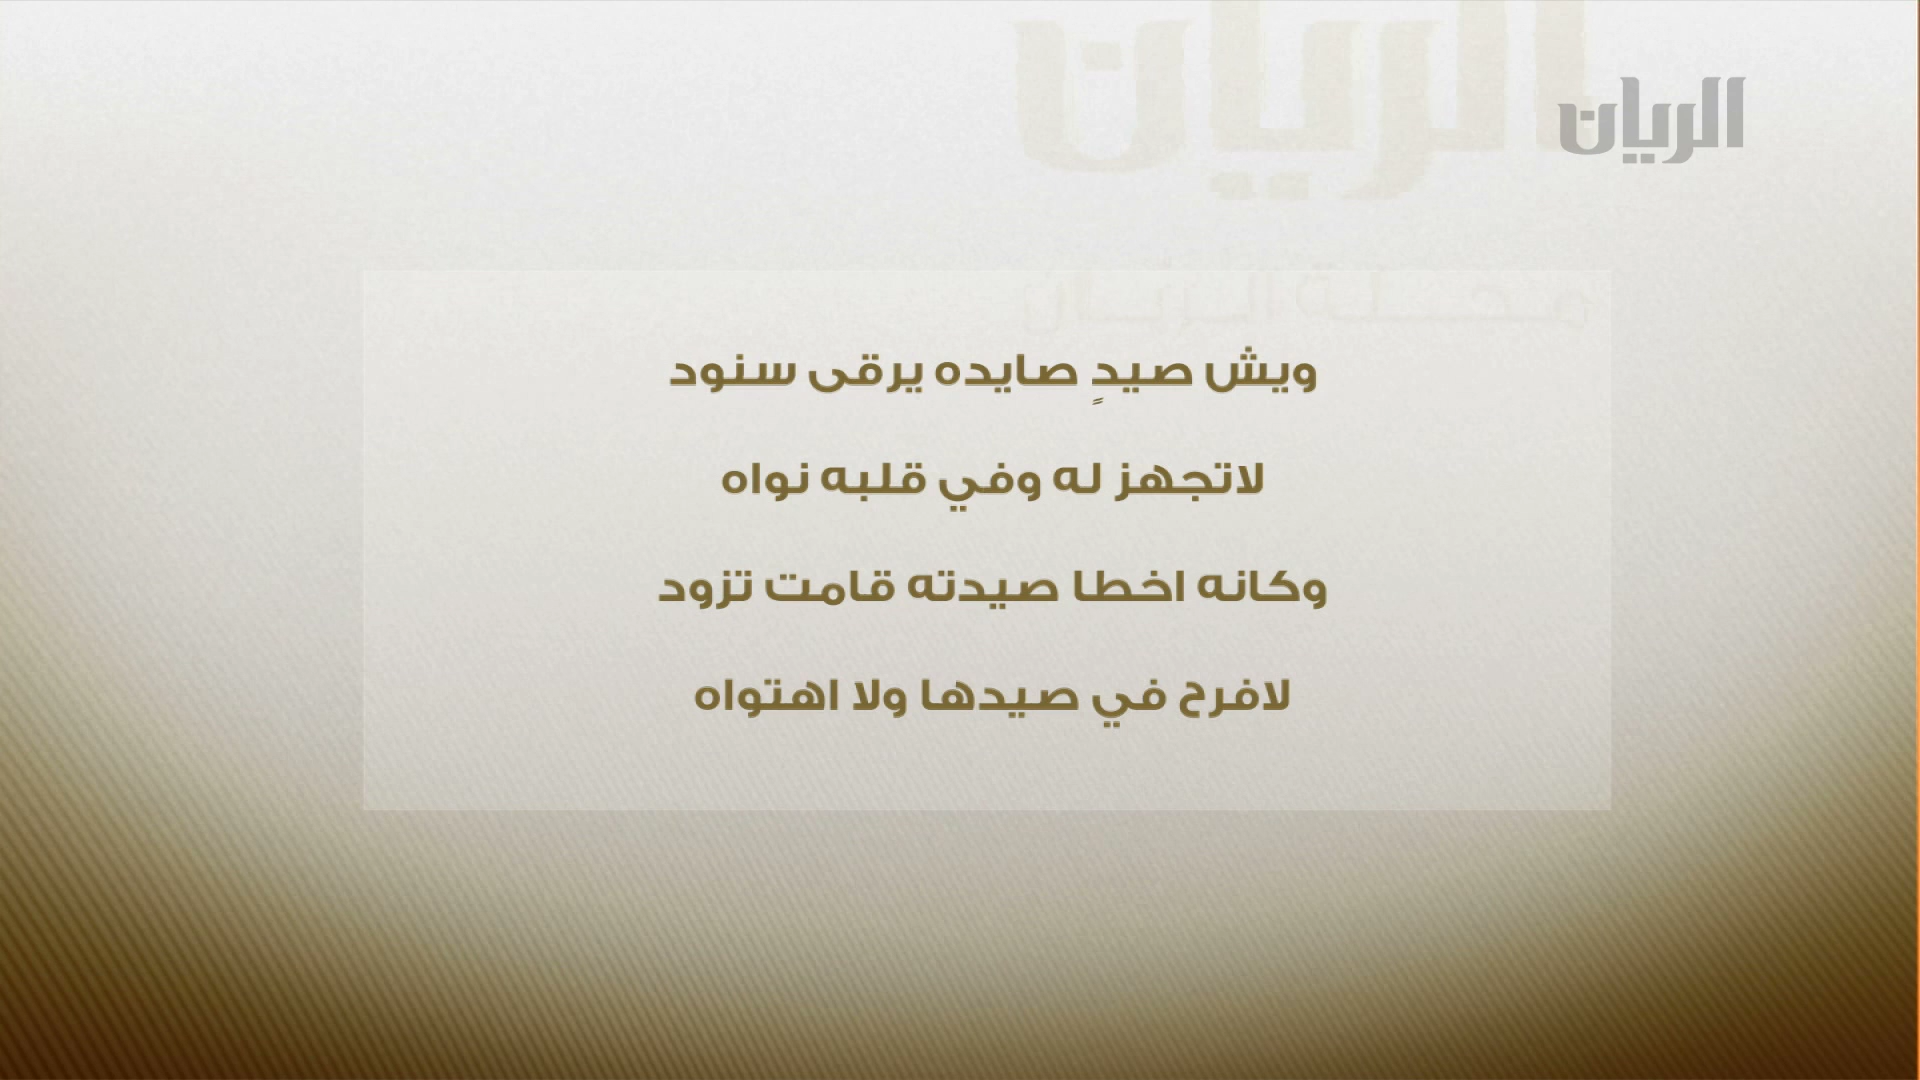 الريان
الريان
ويش صيدٍ صايده يرقى سنود
لاتجهز له وفي قلبه نواه
وكانه اخطا صيدته قامت تزود
لافرح في صيدها ولا اهتواه